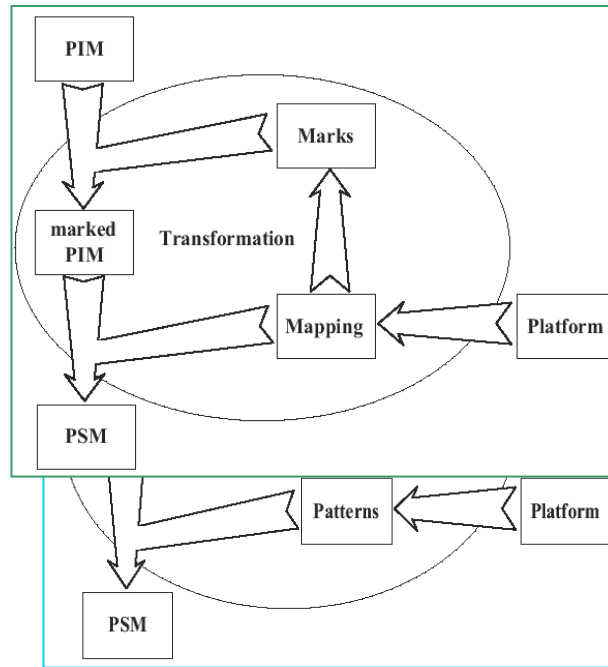 PIM
Marks
marked
PIM
Transformation
Mapping
Platform
PSM
Patterns
Platform
PSM